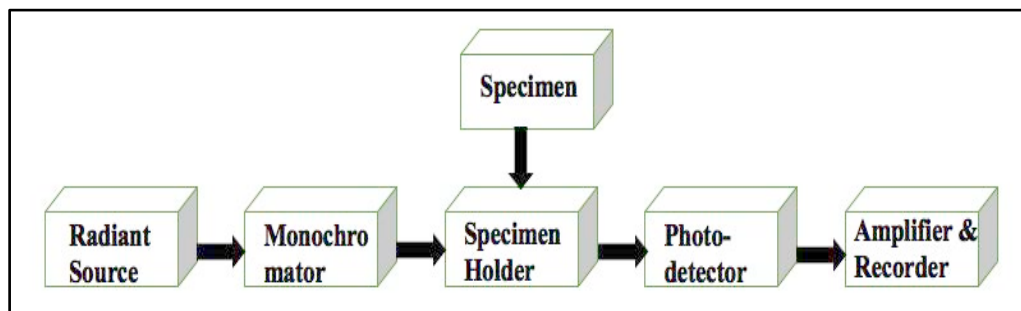 Specimen
Radiant
Source
Monochro
mator
Specimen
Holder
Photo-
detector
Amplifier &
Recorder